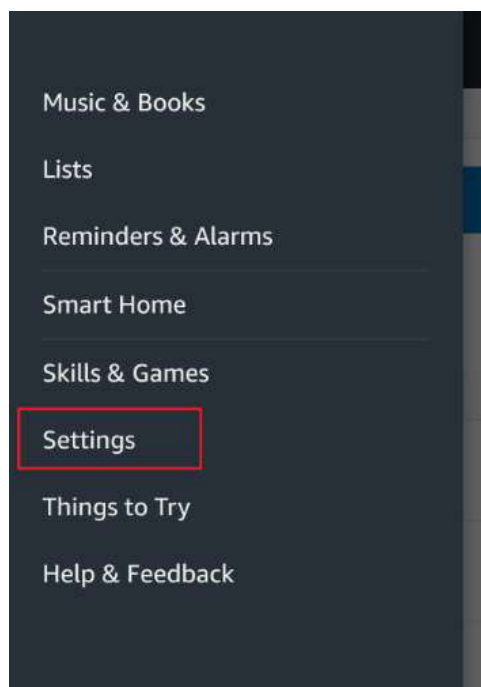 Music & Books
Lists
Reminders & Alarms
Smart Home
Skills & Games
Settings
Things to Try
Help & Feedback